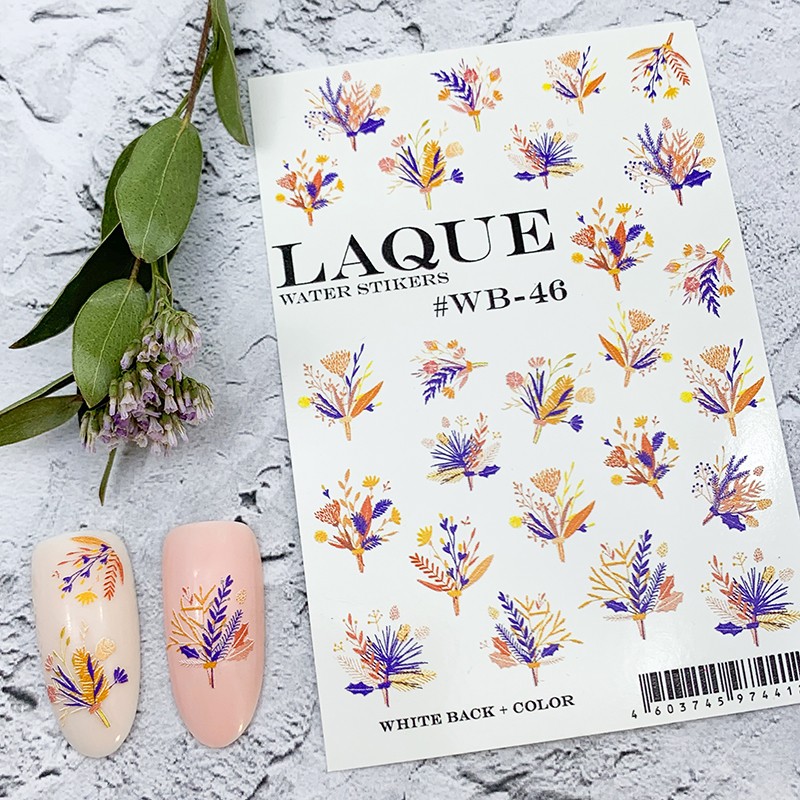 LAQUE
WATER STIKERS
#WB-46
WHITE BACK + COLOR
4 603745 97441